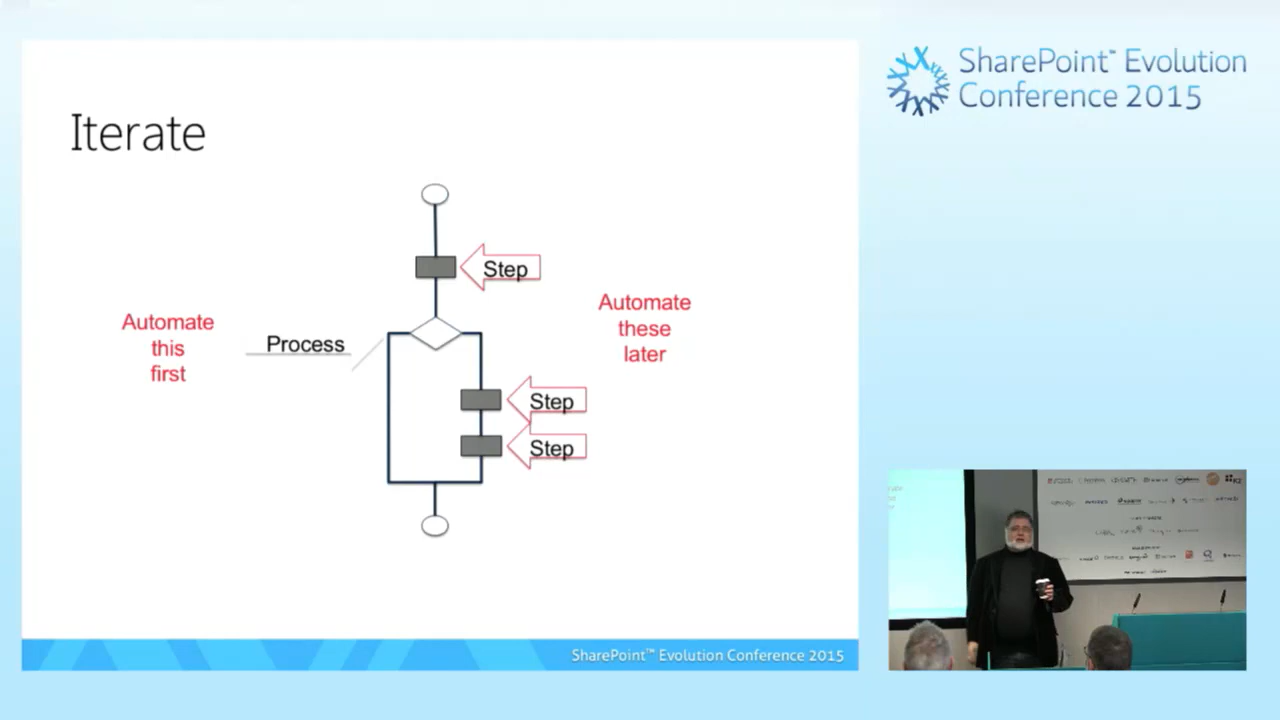 SharePoint™ Evolution
Conference 2015
Iterate
Step
Automate
this
first
Process
Automate
these
later
Step
Step
SharePoint™ Evolution Conference 2015